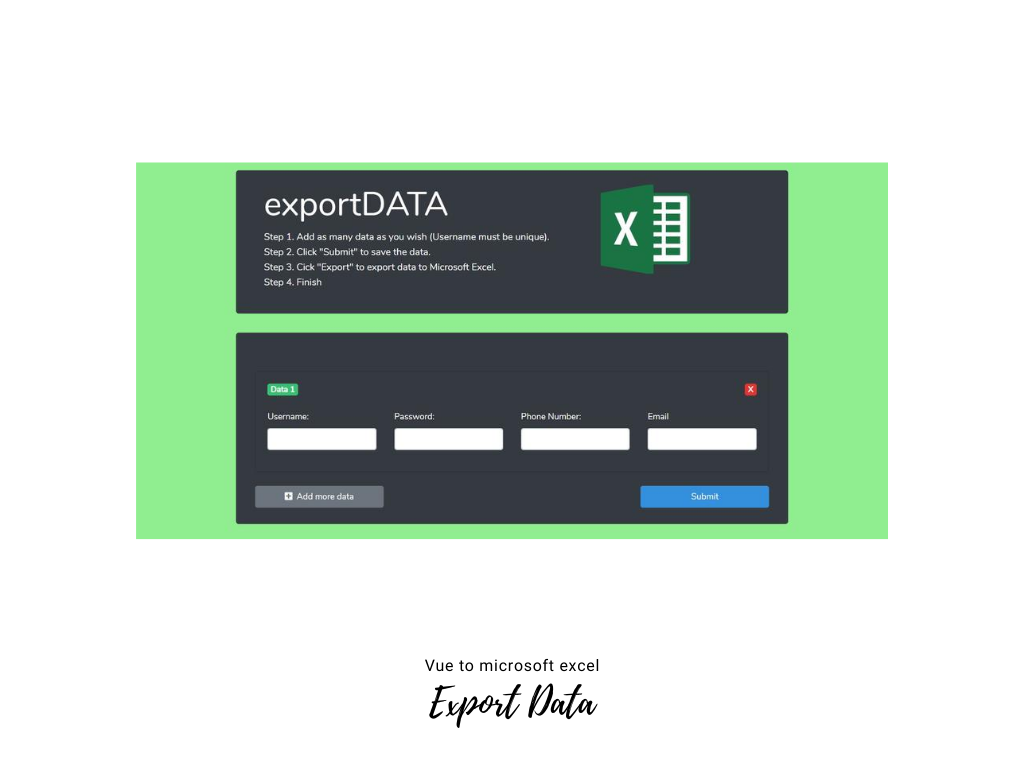 exportDATA
Step 1. Add as many data as you wish (Username must be unique).
Step 2. Click "Submit" to save the data.
Step 3. Cick "Export" to export data to Microsoft Excel.
Step 4. Finish
X
Data 1
X
Username: Password: Phone Number: Email
Add more data
Submit
Vue to microsoft excel
Export Data